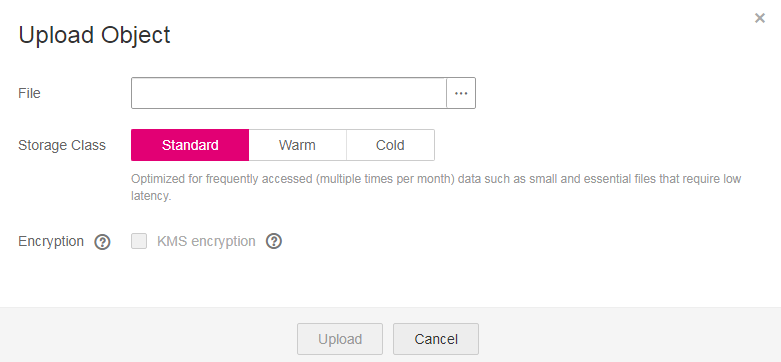 Upload Object
File
...
Storage Class Standard Warm Cold
Optimized for frequently accessed (multiple times per month) data such as small and essential files that require low
latency.
Encryption ? KMS encryption ?
Upload Cancel